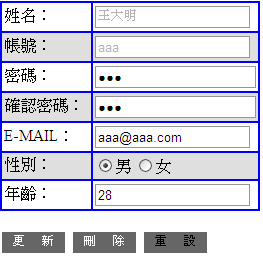 姓名： 王大明
帳號： aaa
密碼： ●●●
確認密碼： ●●●
E-MAIL： aaa@aaa.com
性別： 男 女
年齡： 28
更 新 刪 除 重 設